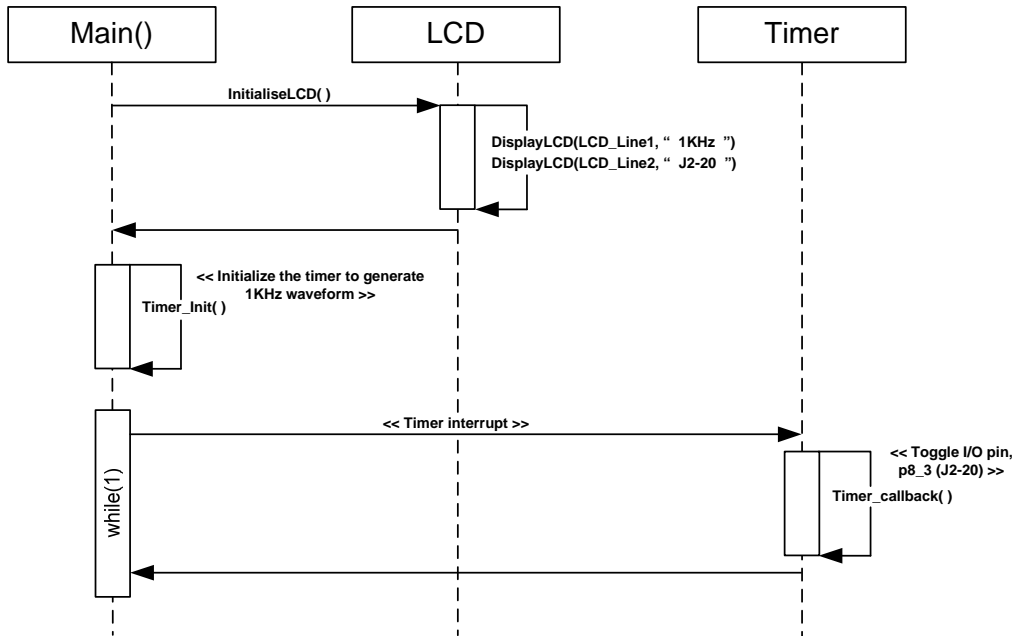 Main()
LCD
Timer
InitialiseLCD( )
DisplayLCD(LCD_Line1, “  1KHz  ”)
DisplayLCD(LCD_Line2, “  J2-20  ”)
<< Initialize the timer to generate
1KHz waveform >>
Timer_Init( )
<< Timer interrupt >>
while(1)
<< Toggle I/O pin,
p8_3 (J2-20) >>
Timer_callback( )